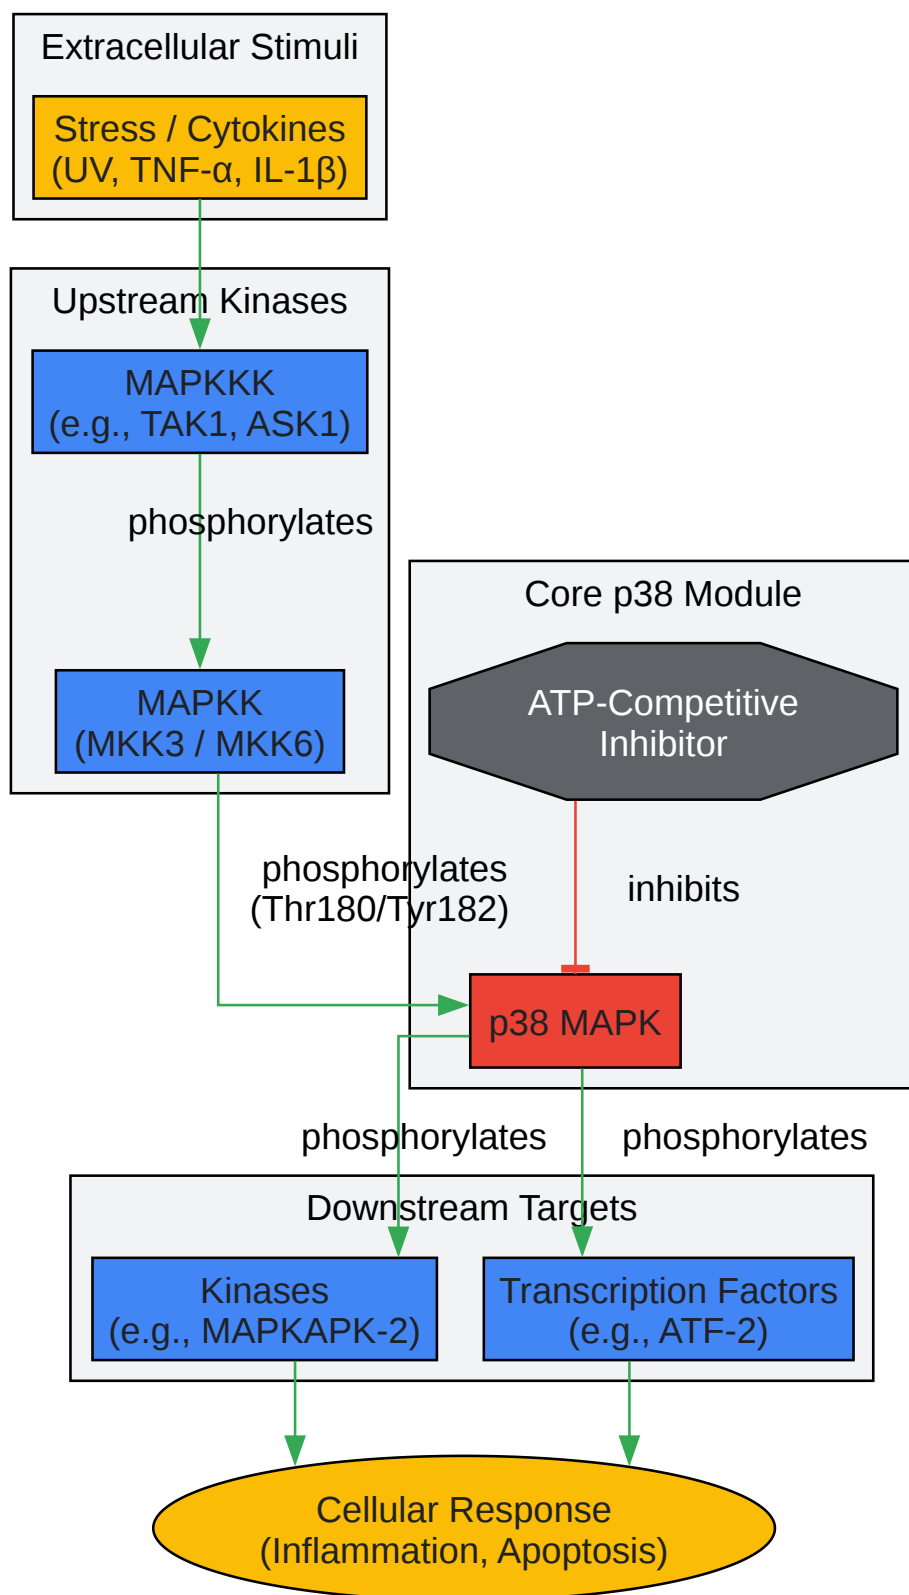 Extracellular Stimuli
Stress / Cytokines
(UV, TNF-α, IL-1β)
Upstream Kinases
MAPKKK
(e.g., TAK1, ASK1)
phosphorylates
MAPKK
(MKK3 / MKK6)
Core p38 Module
ATP-Competitive
Inhibitor
phosphorylates
(Thr180/Tyr182)
inhibits
p38 MAPK
phosphorylates
phosphorylates
Downstream Targets
Kinases
(e.g., MAPKAPK-2)
Transcription Factors
(e.g., ATF-2)
Cellular Response
(Inflammation, Apoptosis)